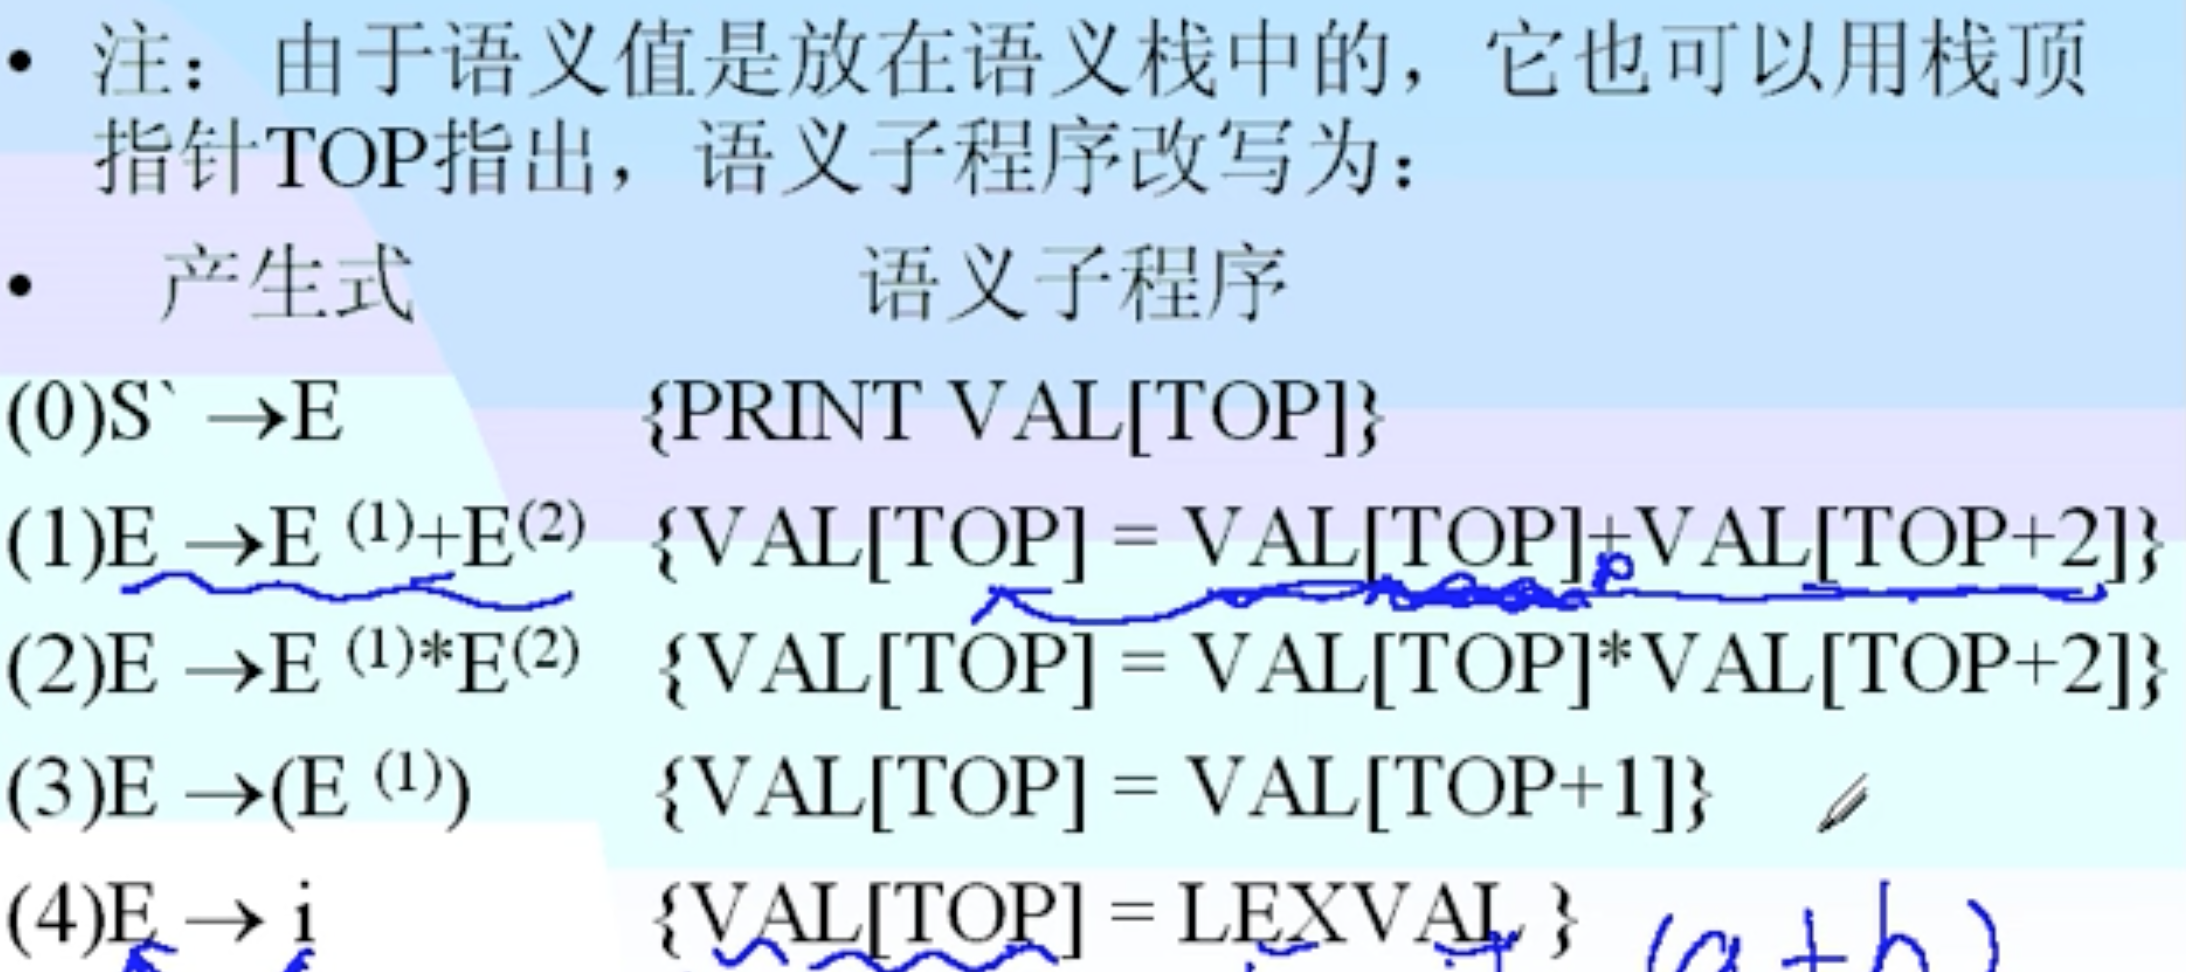 • 注：由于语义值是放在语义栈中的，它也可以用栈顶
指针TOP指出，语义子程序改写为：
• 产生式 语义子程序
(0)S` →E {PRINT VAL[TOP]}
(1)E →E (1)+E(2) {VAL[TOP] = VAL[TOP]+VAL[TOP+2]}
(2)E →E (1)*E(2) {VAL[TOP] = VAL[TOP]*VAL[TOP+2]}
(3)E →(E (1)) {VAL[TOP] = VAL[TOP+1]}
(4)E → i {VAL[TOP] = LEXVAL }
(a+b)